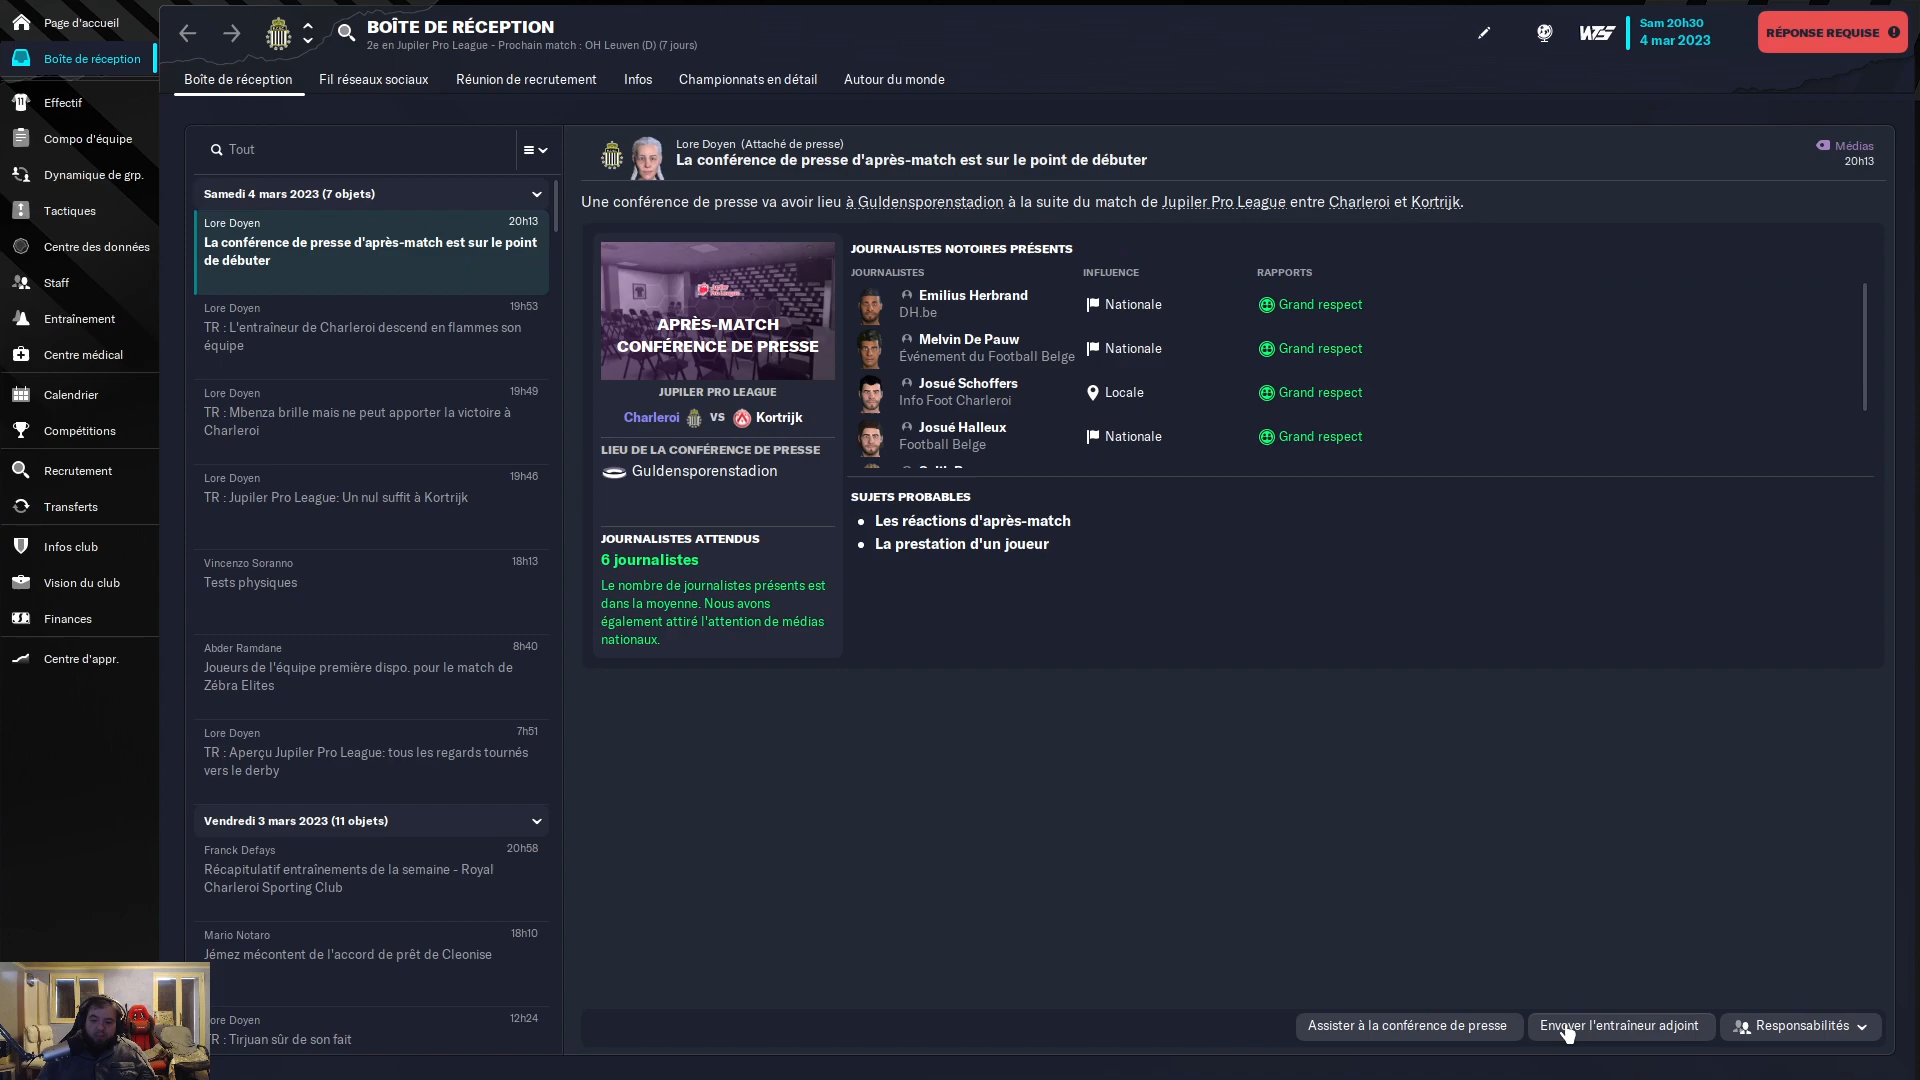 Page d'accueil
Boîte de réception
Effectif
Compo d'équipe
Dynamique de grp.
Tactiques
Centre des données
Staff
Entraînement
Centre médical
Calendrier
Compétitions
Recrutement
Transferts
Infos club
Vision du club
Finances
Centre d'appr.
BOÎTE DE RÉCEPTION
2e en Jupiler Pro League - Prochain match : OH Leuven (D) (7 jours)
Sam 20h30
4 mar 2023
RÉPONSE REQUISE
Boîte de réception
Fil réseaux sociaux
Réunion de recrutement
Infos
Championnats en détail
Autour du monde
Tout
Samedi 4 mars 2023 (7 objets)
Lore Doyen 20h13
La conférence de presse d'après-match est sur le point
de débuter
Lore Doyen 19h53
TR : L'entraîneur de Charleroi descend en flammes son
équipe
Lore Doyen 19h49
TR : Mbenza brille mais ne peut apporter la victoire à
Charleroi
Lore Doyen 19h46
TR : Jupiler Pro League: Un nul suffit à Kortrijk
Vincenzo Soranno 18h13
Tests physiques
Abder Ramdane 8h40
Joueurs de l'équipe première dispo. pour le match de
Zébra Elites
Lore Doyen 7h51
TR : Aperçu Jupiler Pro League: tous les regards tournés
vers le derby
Vendredi 3 mars 2023 (11 objets)
Franck Defays 20h58
Récapitulatif entraînements de la semaine - Royal
Charleroi Sporting Club
Mario Notaro 18h10
Jémez mécontent de l'accord de prêt de Cleonise
ore Doyen 12h24
R : Tirjuan sûr de son fait
Lore Doyen (Attaché de presse)
La conférence de presse d'après-match est sur le point de débuter
Médias
20h13
Une conférence de presse va avoir lieu à Guldensporenstadion à la suite du match de Jupiler Pro League entre Charleroi et Kortrijk.
APRÈS-MATCH
CONFÉRENCE DE PRESSE
JUPILER PRO LEAGUE
Charleroi VS Kortrijk
LIEU DE LA CONFÉRENCE DE PRESSE
Guldensporenstadion
JOURNALISTES ATTENDUS
6 journalistes
Le nombre de journalistes présents est
dans la moyenne. Nous avons
également attiré l'attention de médias
nationaux.
JOURNALISTES NOTOIRES PRÉSENTS
JOURNALISTES INFLUENCE RAPPORTS
Emilius Herbrand
DH.be
Nationale Grand respect
Melvin De Pauw
Événement du Football Belge
Nationale Grand respect
Josué Schoffers
Info Foot Charleroi
Locale Grand respect
Josué Halleux
Football Belge
Nationale Grand respect
SUJETS PROBABLES
Les réactions d'après-match
La prestation d'un joueur
Assister à la conférence de presse
Envoyer l'entraîneur adjoint
Responsabilités